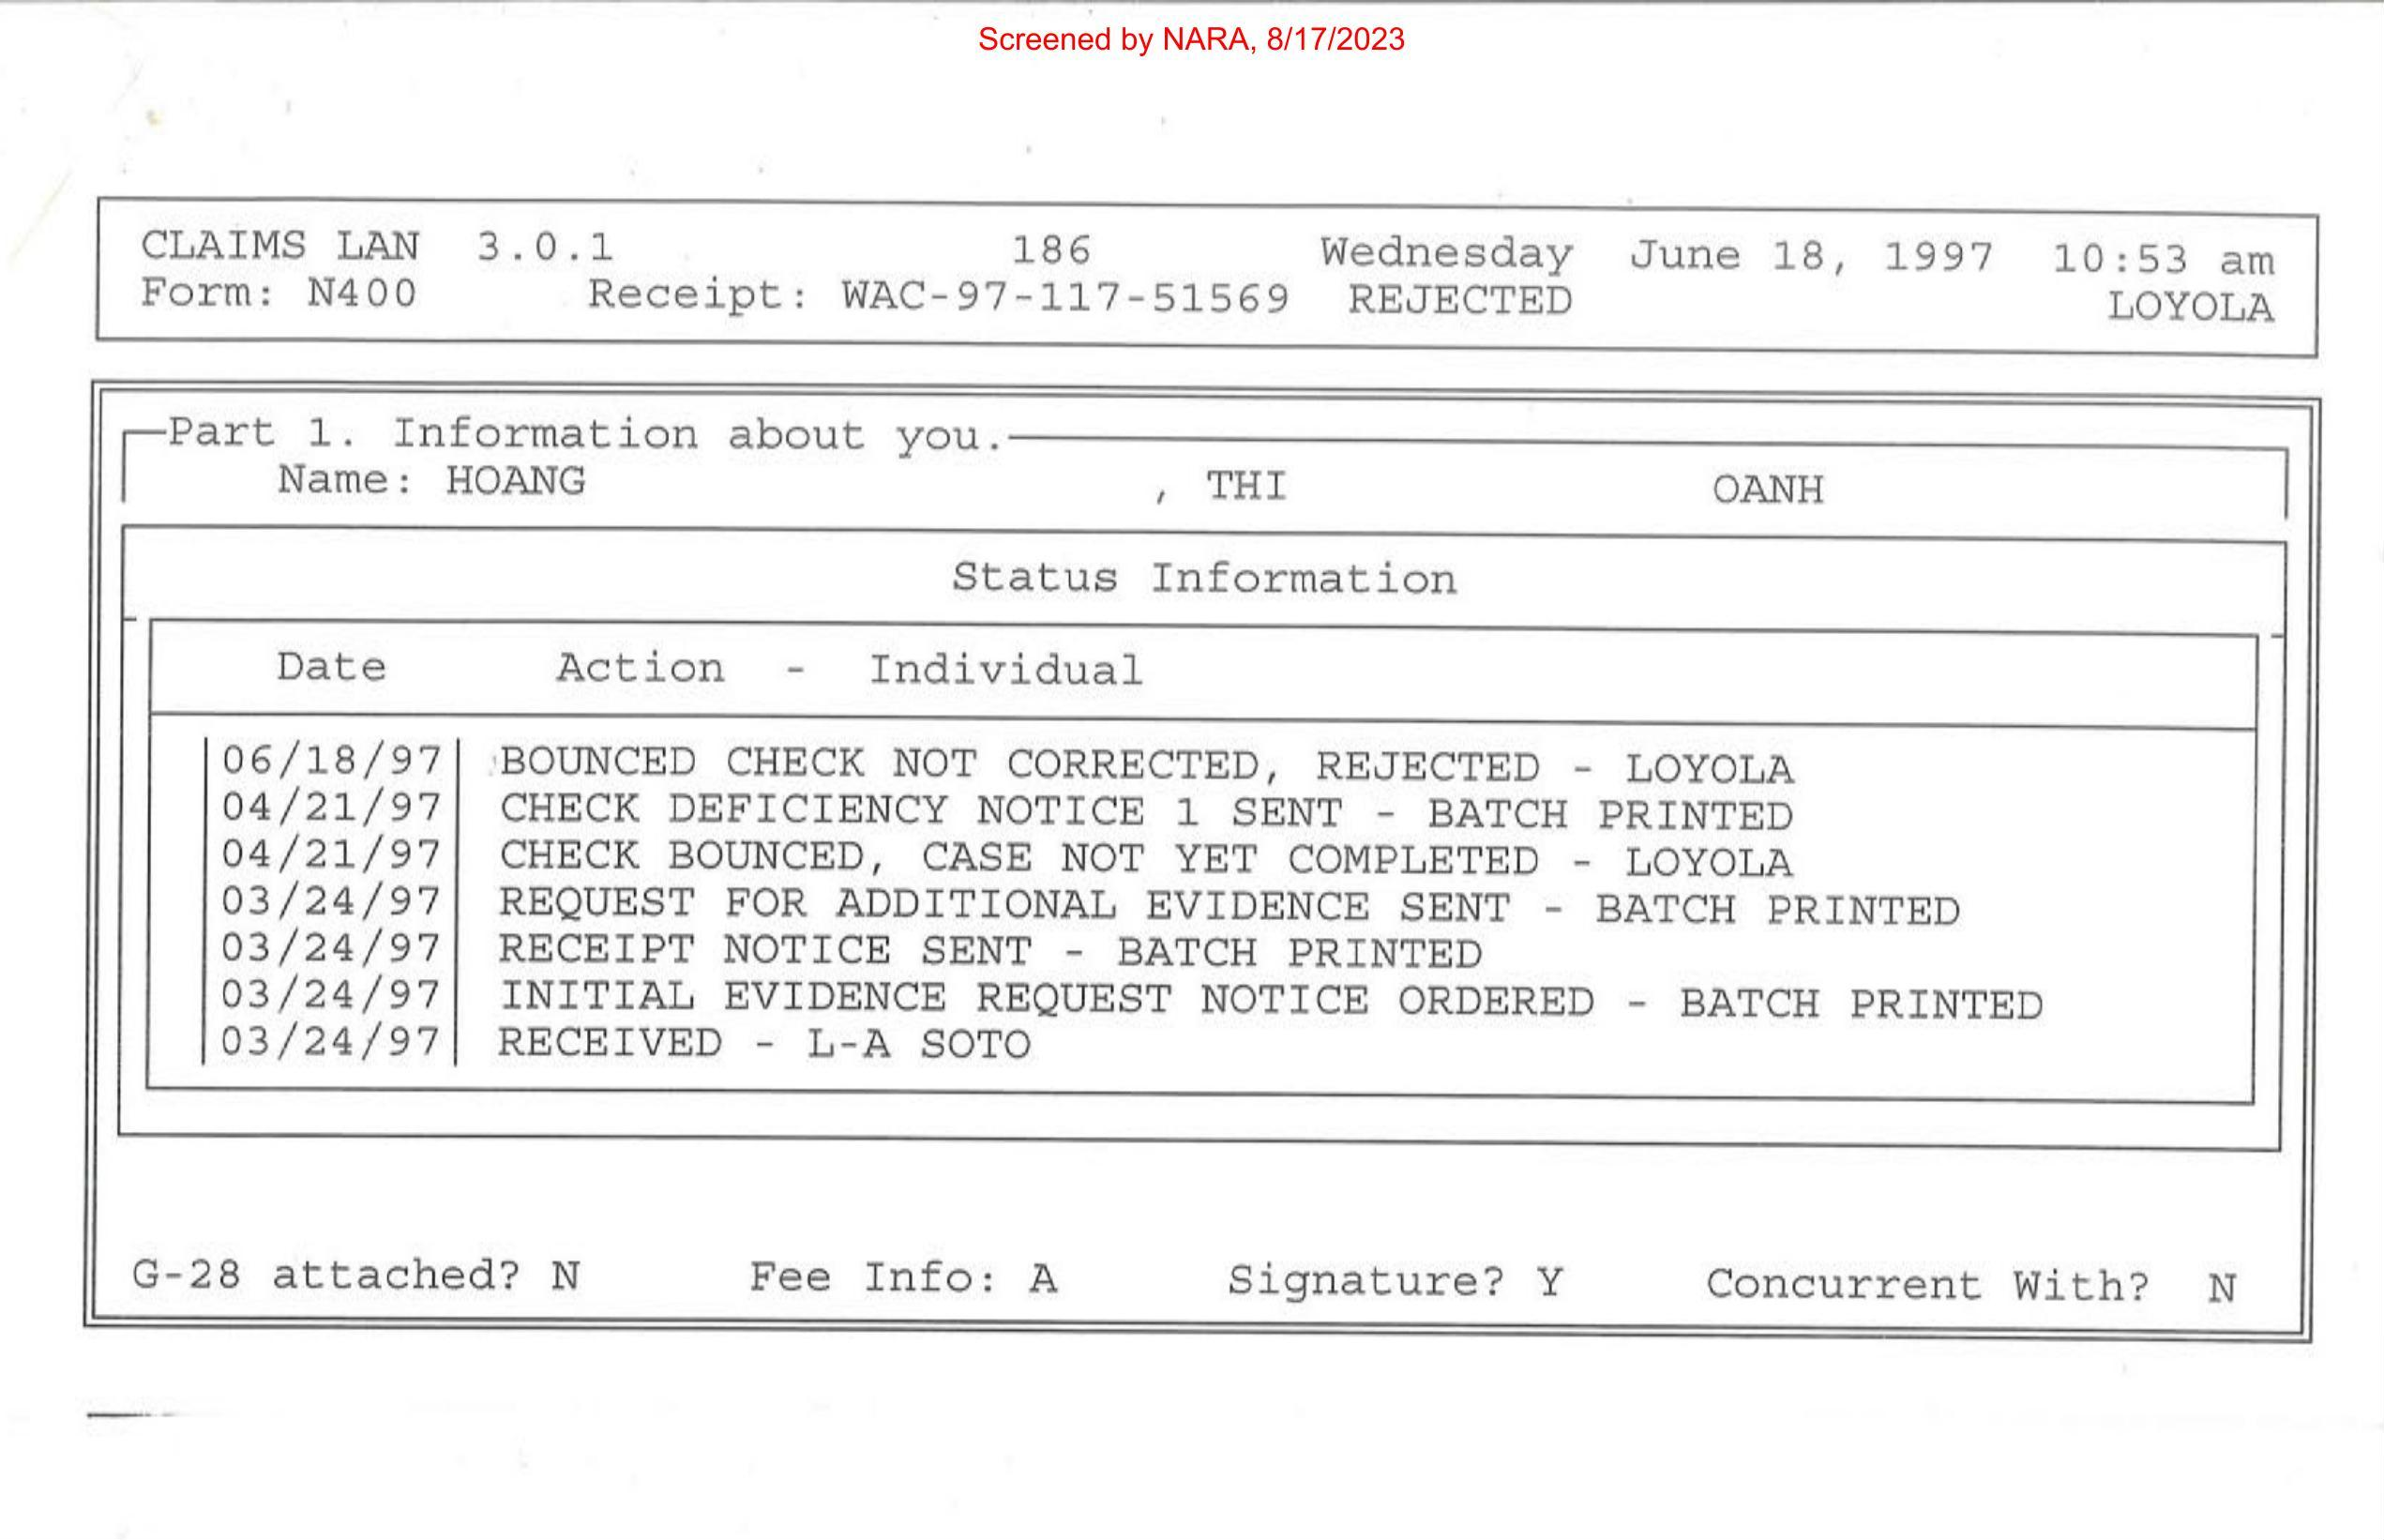 Screened by NARA, 8/17/2023
CLAIMS LAN 3.0.1 186 Wednesday June 18, 1997 10:53 am
Form: N400 Receipt: WAC-97-117-51569 REJECTED LOYOLA
Part 1. Information about you.
Name: HOANG , THI OANH
Status Information
Date Action - Individual
06/18/97 BOUNCED CHECK NOT CORRECTED, REJECTED - LOYOLA
04/21/97 CHECK DEFICIENCY NOTICE 1 SENT - BATCH PRINTED
04/21/97 CHECK BOUNCED, CASE NOT YET COMPLETED - LOYOLA
03/24/97 REQUEST FOR ADDITIONAL EVIDENCE SENT - BATCH PRINTED
03/24/97 RECEIPT NOTICE SENT - BATCH PRINTED
03/24/97 INITIAL EVIDENCE REQUEST NOTICE ORDERED - BATCH PRINTED
03/24/97 RECEIVED - L-A SOTO
G-28 attached? N Fee Info: A Signature? Y Concurrent With? N